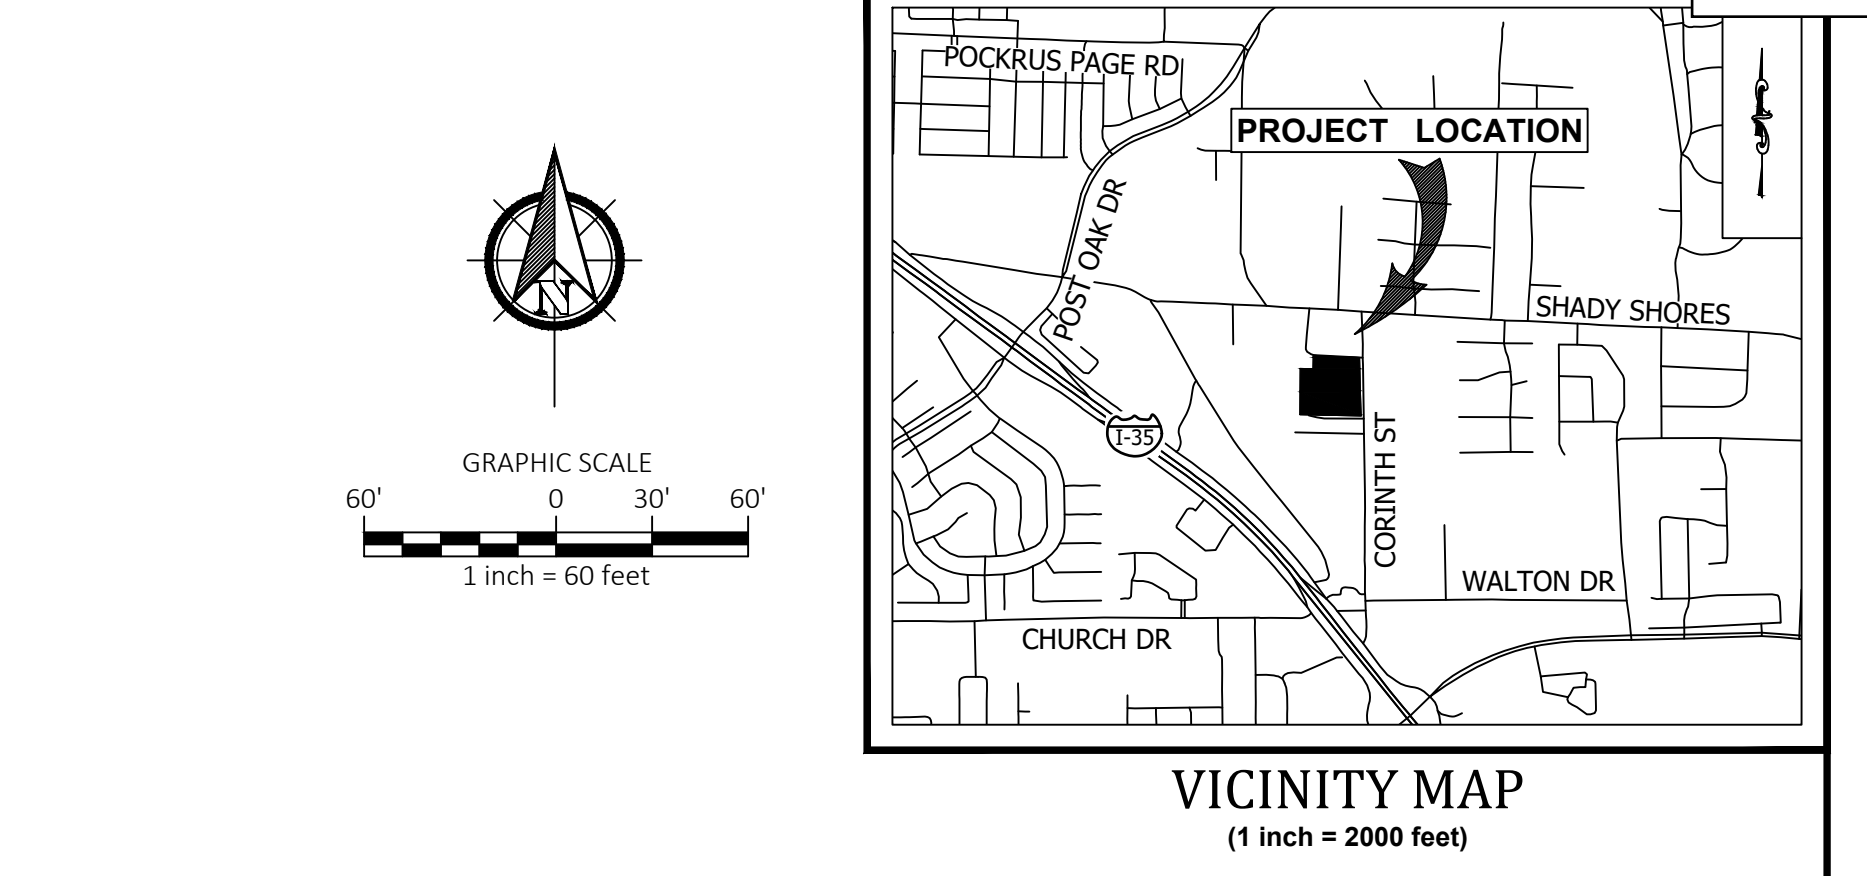 N
GRAPHIC SCALE
60' 0 30' 60'
1 inch = 60 feet
POCKRUS PAGE RD
PROJECT LOCATION
POST OAK DR
SHADY SHORES
I-35
CORINTH ST
WALTON DR
CHURCH DR
VICINITY MAP
(1 inch = 2000 feet)